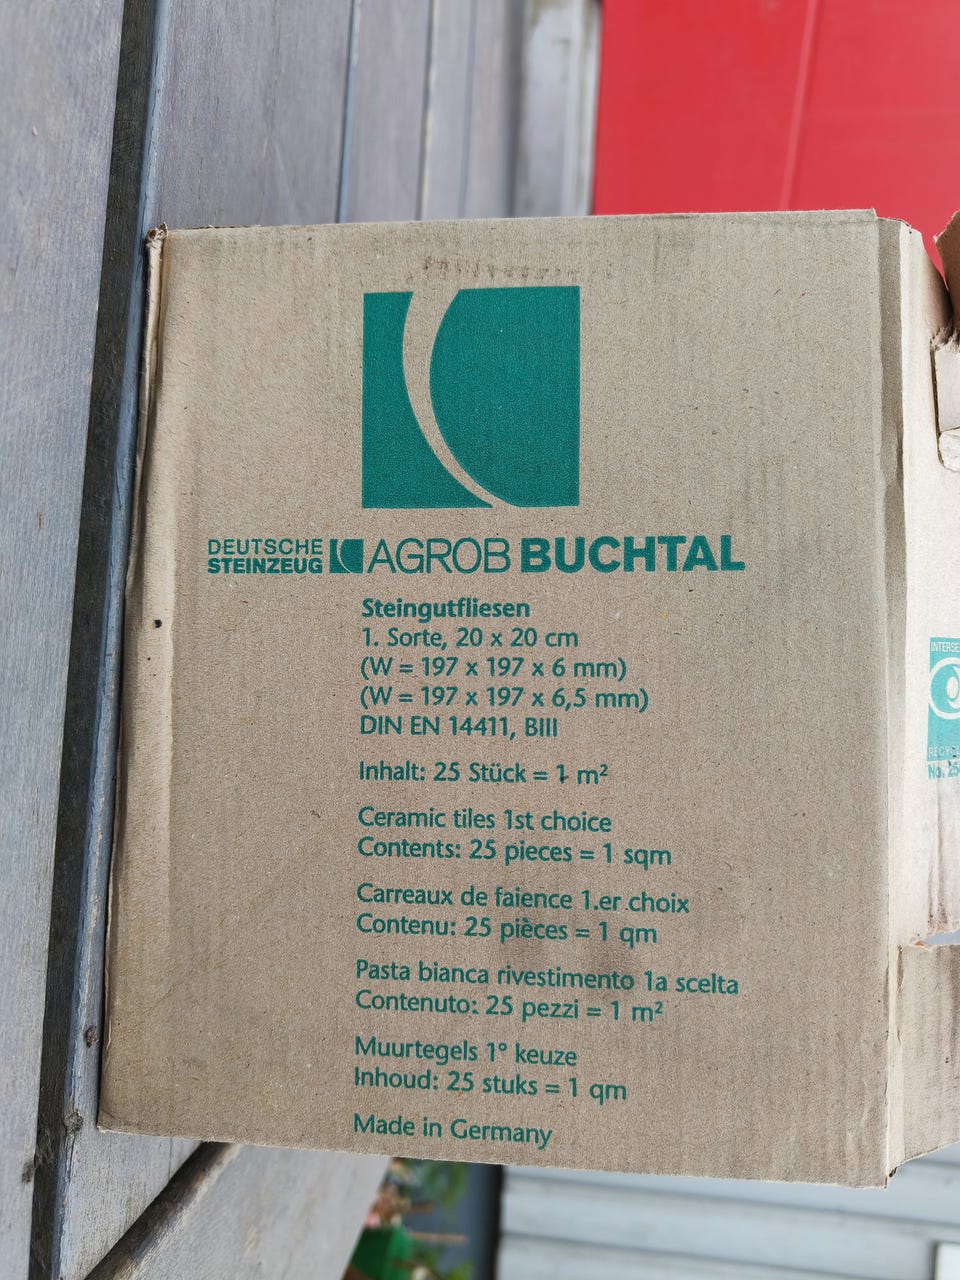 DEUTSCHE
STEINZEUG
AGROB BUCHTAL
Steingutfliesen
1. Sorte, 20 x 20 cm
(W = 197 x 197 x 6 mm)
(W = 197 x 197 x 6,5 mm)
DIN EN 14411, BIII
Inhalt: 25 Stück = 1 m²
Ceramic tiles 1st choice
Contents: 25 pieces = 1 sqm
Carreaux de faience 1.er choix
Contenu: 25 pièces = 1 qm
Pasta bianca rivestimento 1a scelta
Contenuto: 25 pezzi = 1 m²
Muurtegels 1° keuze
Inhoud: 25 stuks = 1 qm
Made in Germany
No.